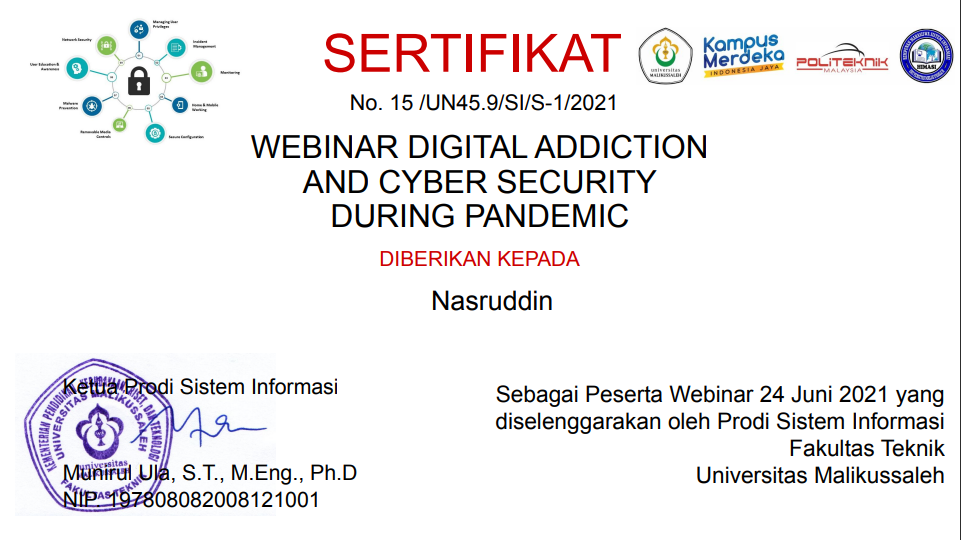 Managing User
Privileges
Network Security
Incident
Management
User Education &
Awareness
Monitoring
Malware
Prevention
Home & Mobile
Working
Removable Media
Controls
Secure Configuration
SERTIFIKAT
universitas
MALIKUSSALEH
Kampus
Merdeka
INDONESIA JAYA
POLITEKNIK
MALAYSIA
HIMASI
No. 15 /UN45.9/SI/S-1/2021
WEBINAR DIGITAL ADDICTION
AND CYBER SECURITY
DURING PANDEMIC
DIBERIKAN KEPADA
Nasruddin
Ketua Prodi Sistem Informasi
KEMENTERIAN PENDIDIKAN, KEBUDAYAAN, RISET, DAN TEKNOLOGI
UNIVERSITAS MALIKUSSALEH
universitas
MALIKUSSALEH
FAKULTAS TEKNIK
Munirul Ula, S.T., M.Eng., Ph.D
NIP. 197808082008121001
Sebagai Peserta Webinar 24 Juni 2021 yang
diselenggarakan oleh Prodi Sistem Informasi
Fakultas Teknik
Universitas Malikussaleh